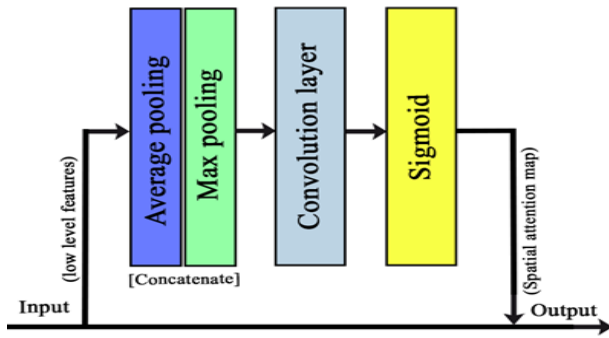 Input
(low level features)
Average pooling
Max pooling
[Concatenate]
Convolution layer
Sigmoid
(Spatial attention map)
Output